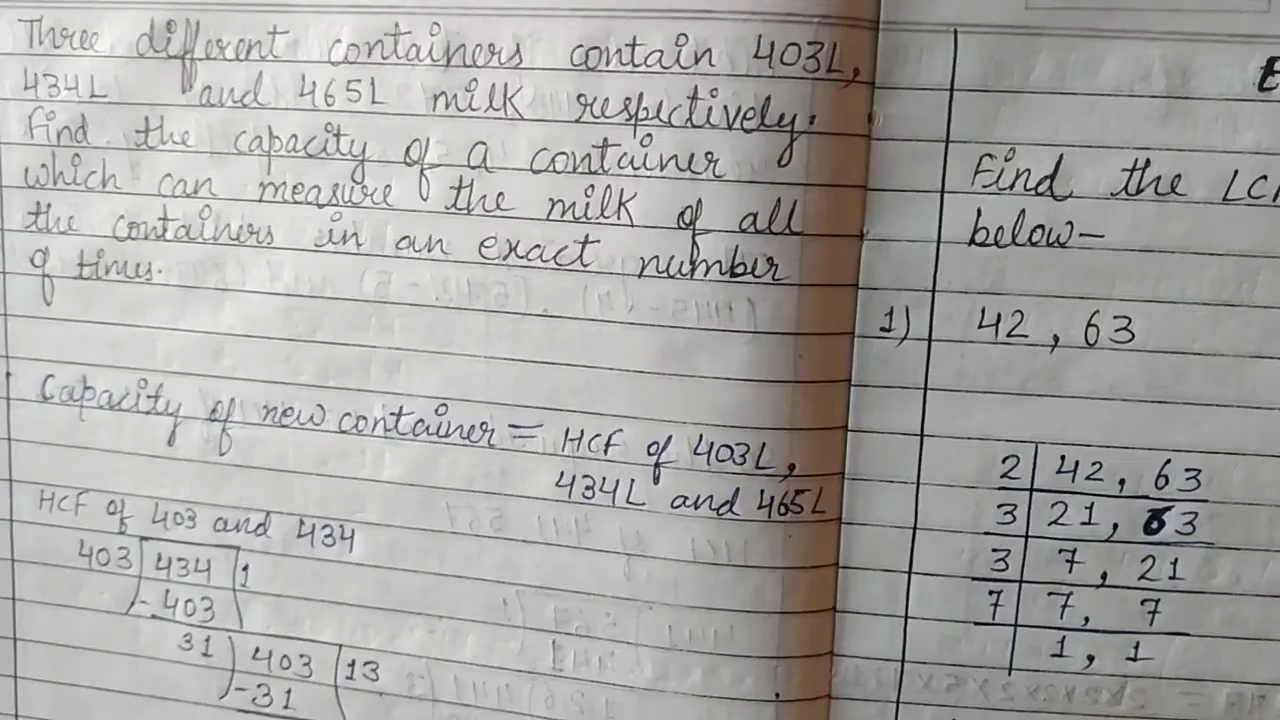 Three different containers contain 403L,
434L and 465L milk respectively.
Find the capacity of a container
which can measure the milk of all
the containers in an exact number
of times.
Capacity of new container = HCF of 403L,
434L and 465L
HCF of 403 and 434
403 434 1
- 403
31 403 13
-31
E
Find the LC
below-
1) 42, 63
2 42, 63
3 21, 63
3 7, 21
7 7, 7
1, 1